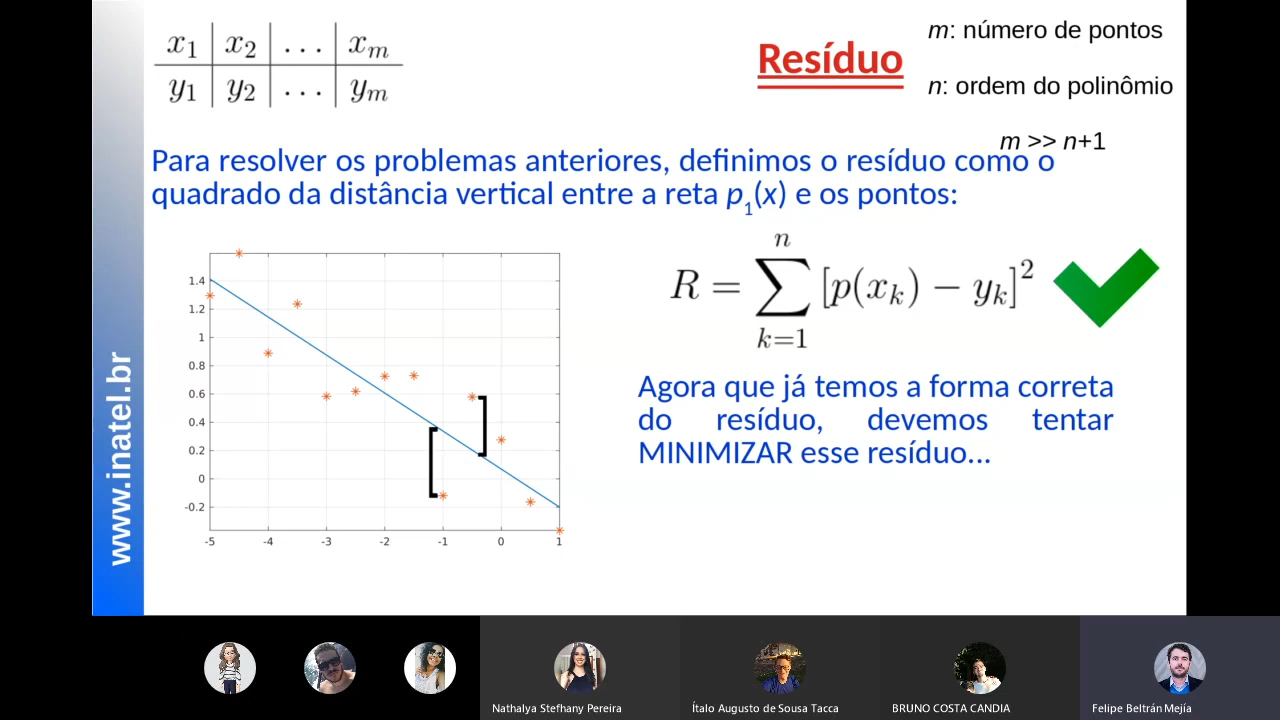 x1 x2 ... xm
y1 y2 ... ym
Resíduo
m: número de pontos
n: ordem do polinômio
m >> n+1
Para resolver os problemas anteriores, definimos o resíduo como o
quadrado da distância vertical entre a reta p1(x) e os pontos:
1.4
1.2
1
0.8
0.6
0.4
0.2
0
-0.2
-5 -4 -3 -2 -1 0 1
n
R = ∑ [p(xk) − yk]2
k=1
Agora que já temos a forma correta
do resíduo, devemos tentar
MINIMIZAR esse resíduo...
www.inatel.br
Nathalya Stefhany Pereira
Ítalo Augusto de Sousa Tacca
BRUNO COSTA CANDIA
Felipe Beltrán Mejía